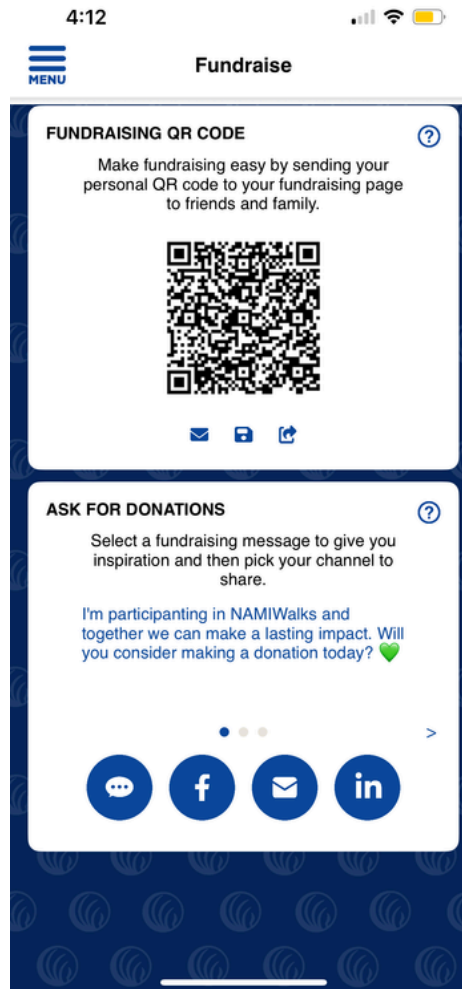 4:12
MENU
Fundraise
FUNDRAISING QR CODE
?
Make fundraising easy by sending your
personal QR code to your fundraising page
to friends and family.
ASK FOR DONATIONS
?
Select a fundraising message to give you
inspiration and then pick your channel to
share.
I'm participanting in NAMIWalks and
together we can make a lasting impact. Will
you consider making a donation today? 💚
>
f
in